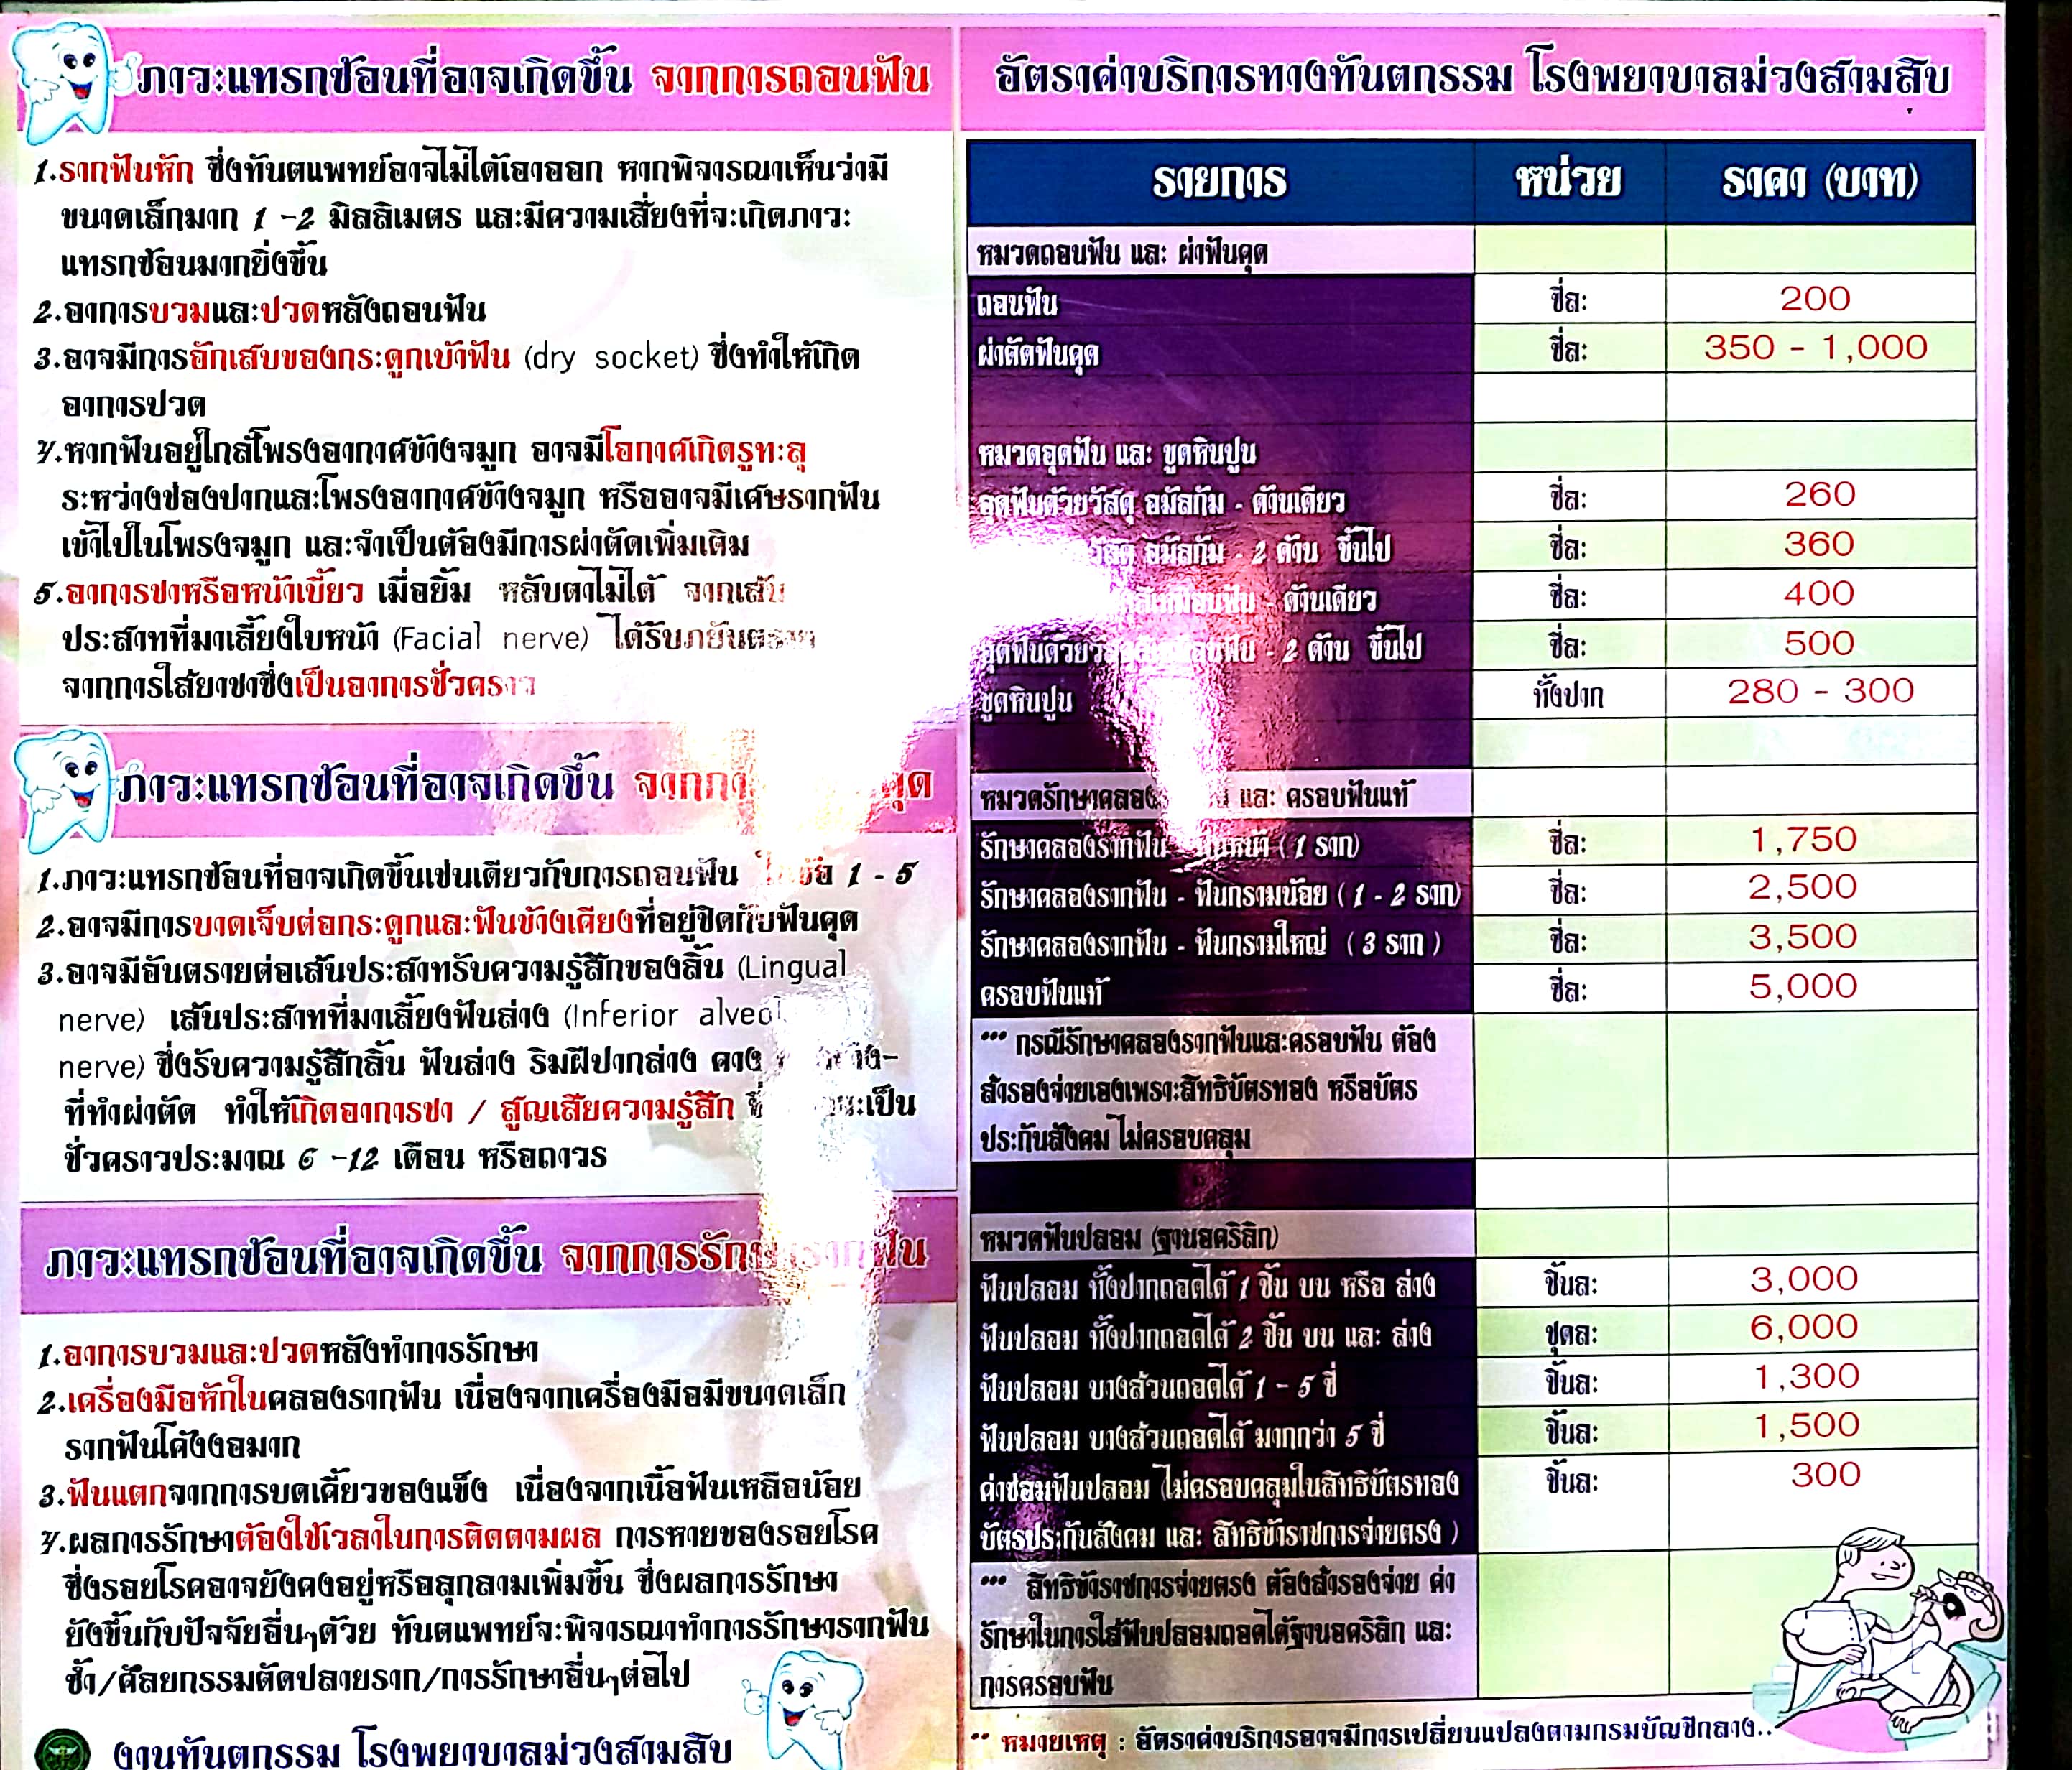 ภาวะแทรกซ้อนที่อาจเกิดขึ้น จากการถอนฟัน
1.รากฟันหัก ซึ่งทันตแพทย์อาจไม่ได้เอาออก หากพิจารณาเห็นว่ามี
ขนาดเล็กมาก 1 -2 มิลลิเมตร และมีความเสี่ยงที่จะเกิดภาวะ
แทรกซ้อนมากยิ่งขึ้น
2.อาการบวมและปวดหลังถอนฟัน
3.อาจมีการอักเสบของกระดูกเบ้าฟัน (dry socket) ซึ่งทำให้เกิด
อาการปวด
4.หากฟันอยู่ใกล้โพรงอากาศข้างจมูก อาจมีโอกาศเกิดรูทะลุ
ระหว่างช่องปากและโพรงอากาศข้างจมูก หรืออาจมีเศษรากฟัน
เข้าไปในโพรงจมูก และจำเป็นต้องมีการผ่าตัดเพิ่มเติม
5.อาการชาหรือหน้าเบี้ยว เมื่อยิ้ม หลับตาไม่ได้ จากเส้น
ประสาทที่มาเลี้ยงใบหน้า (Facial nerve) ได้รับภยันตราย
จากการใส่ยาชาซึ่งเป็นอาการชั่วคราว
ภาวะแทรกซ้อนที่อาจเกิดขึ้น
1.ภาวะแทรกซ้อนที่อาจเกิดขึ้นเช่นเดียวกับการถอนฟัน ในข้อ 1 - 5
2.อาจมีการบาดเจ็บต่อกระดูกและฟันข้างเคียงที่อยู่ชิดกับฟันคุด
3.อาจมีอันตรายต่อเส้นประสาทรับความรู้สึกของลิ้น (Lingual
nerve) เส้นประสาทที่มาเลี้ยงฟันล่าง (Inferior
nerve) ซึ่งรับความรู้สึกลิ้น ฟันล่าง ริมฝีปากล่าง คาง
ที่ทำผ่าตัด ทำให้เกิดอาการชา / สูญเสียความรู้สึก
ชั่วคราวประมาณ 6 -12 เดือน หรือถาวร
ภาวะแทรกซ้อนที่อาจเกิดขึ้น จากการรักษารากฟัน
1.อาการบวมและปวดหลังทำการรักษา
2.เครื่องมือหักในคลองรากฟัน เนื่องจากเครื่องมือมีขนาดเล็ก
รากฟันโค้งงอมาก
3.ฟันแตกจากการบดเคี้ยวของแข็ง เนื่องจากเนื้อฟันเหลือน้อย
4.ผลการรักษาต้องใช้เวลาในการติดตามผล การหายของรอยโรค
ซึ่งรอยโรคอาจยังคงอยู่หรือลุกลามเพิ่มขึ้น ซึ่งผลการรักษา
ยังขึ้นกับปัจจัยอื่นๆด้วย ทันตแพทย์จะพิจารณาทำการรักษารากฟัน
ซ้ำ/ศัลยกรรมตัดปลายราก/การรักษาอื่นๆต่อไป
งานทันตกรรม โรงพยาบาลม่วงสามสิบ
อัตราค่าบริการทางทันตกรรม โรงพยาบาลม่วงสามสิบ
รายการ หน่วย ราคา (บาท)
หมวดถอนฟัน และ ผ่าฟันคุด
ถอนฟัน ซี่ละ 200
ผ่าตัดฟันคุด ซี่ละ 350 - 1,000
หมวดอุดฟัน และ ขูดหินปูน
อุดฟันด้วยวัสดุ อมัลกัม - ด้านเดียว ซี่ละ 260
อมัลกัม - 2 ด้าน ขึ้นไป ซี่ละ 360
ด้านเดียว ซี่ละ 400
อุดฟันด้วย - 2 ด้าน ขึ้นไป ซี่ละ 500
ขูดหินปูน ทั้งปาก 280 - 300
หมวดรักษาคลอง และ ครอบฟันแท้
รักษาคลองรากฟัน ฟันหน้า ( 1 ราก) ซี่ละ 1,750
รักษาคลองรากฟัน - ฟันกรามน้อย ( 1 - 2 ราก) ซี่ละ 2,500
รักษาคลองรากฟัน - ฟันกรามใหญ่ ( 3 ราก ) ซี่ละ 3,500
ครอบฟันแท้ ซี่ละ 5,000
*** กรณีรักษาคลองรากฟันและครอบฟัน ต้อง
สำรองจ่ายเองเพราะสิทธิบัตรทอง หรือบัตร
ประกันสังคม ไม่ครอบคลุม
หมวดฟันปลอม (ฐานอคริลิก)
ฟันปลอม ทั้งปากถอดได้ 1 ชิ้น บน หรือ ล่าง ชิ้นละ 3,000
ฟันปลอม ทั้งปากถอดได้ 2 ชิ้น บน และ ล่าง ชุดละ 6,000
ฟันปลอม บางส่วนถอดได้ 1 - 5 ซี่ ชิ้นละ 1,300
ฟันปลอม บางส่วนถอดได้ มากกว่า 5 ซี่ ชิ้นละ 1,500
ค่าซ่อมฟันปลอม (ไม่ครอบคลุมในสิทธิบัตรทอง ชิ้นละ 300
บัตรประกันสังคม และ สิทธิข้าราชการจ่ายตรง )
*** สิทธิข้าราชการจ่ายตรง ต้องสำรองจ่าย ค่า
รักษาในการใส่ฟันปลอมถอดได้ฐานอคริลิก และ
การครอบฟัน
** หมายเหตุ : อัตราค่าบริการอาจมีการเปลี่ยนแปลงตามกรมบัญชีกลาง..